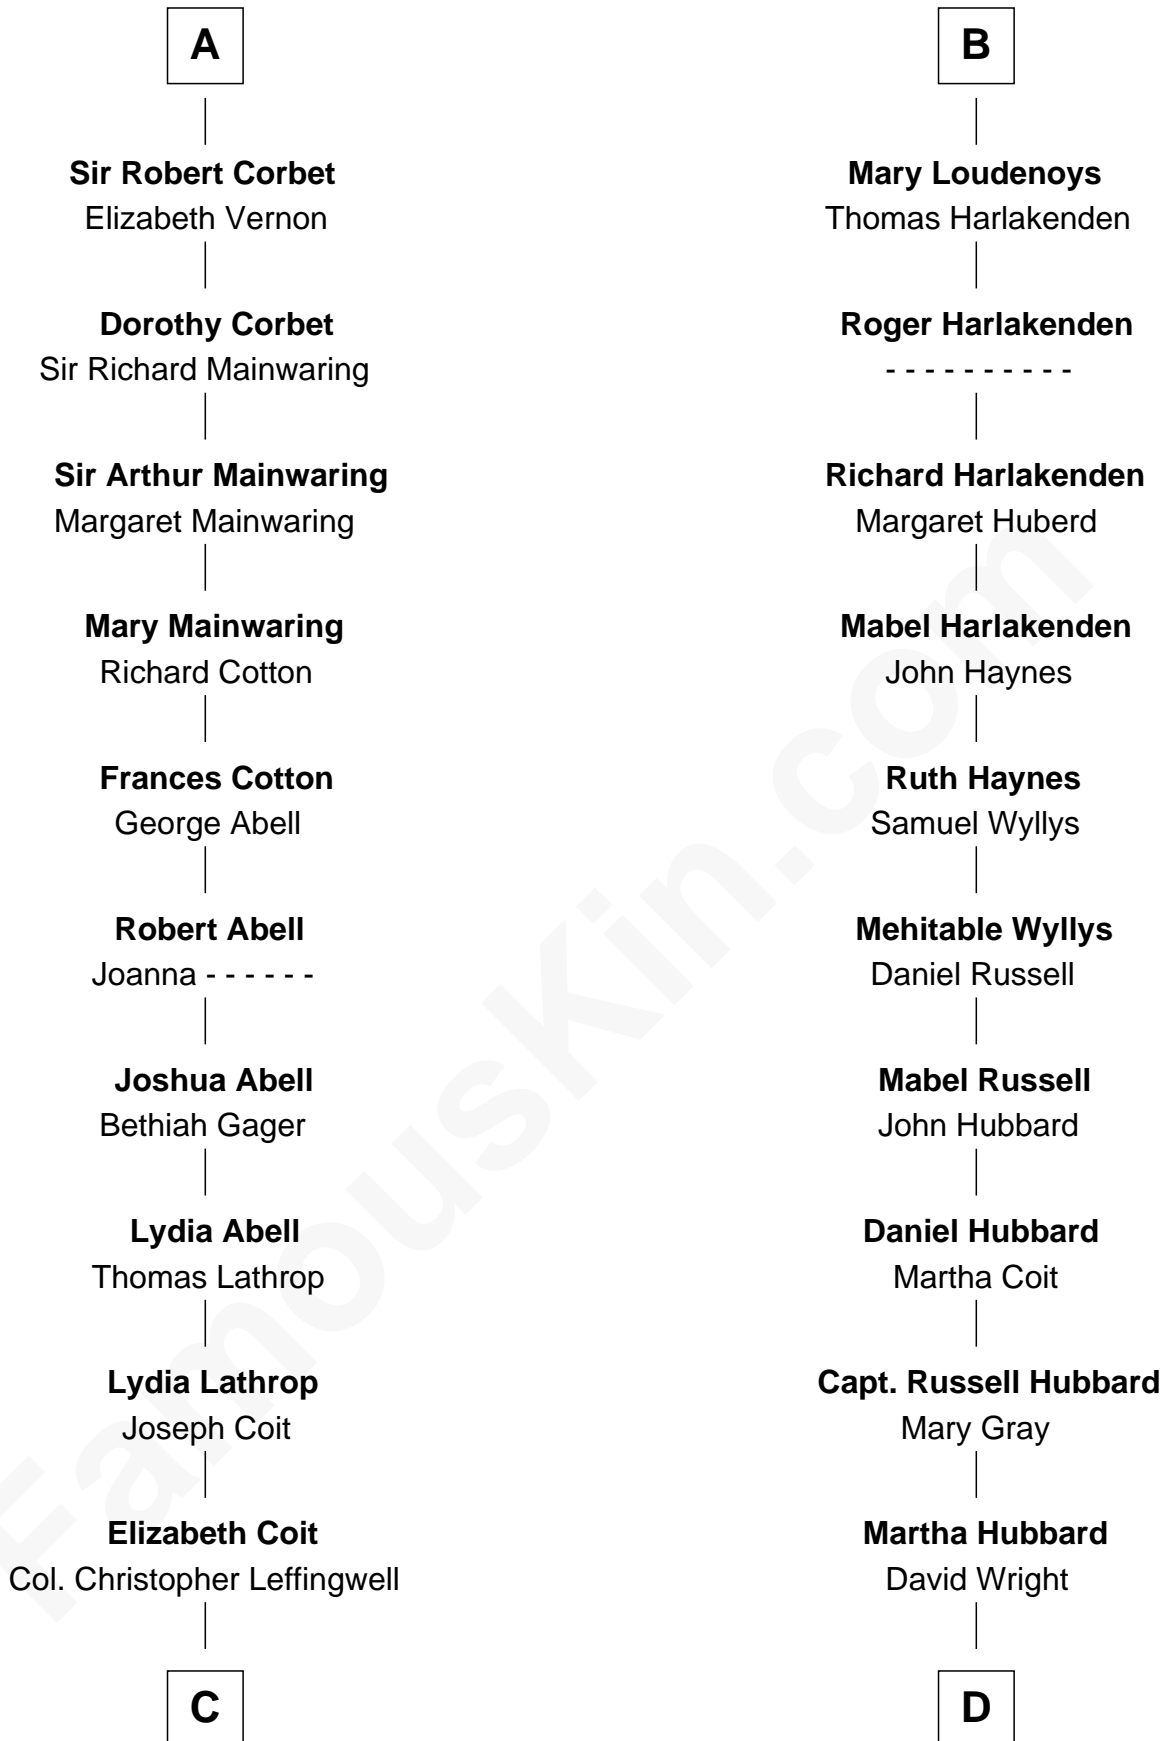 A
Sir Robert Corbet
Elizabeth Vernon
Dorothy Corbet
Sir Richard Mainwaring
Sir Arthur Mainwaring
Margaret Mainwaring
Mary Mainwaring
Richard Cotton
Frances Cotton
George Abell
Robert Abell
Joanna - - - - - -
Joshua Abell
Bethiah Gager
Lydia Abell
Thomas Lathrop
Lydia Lathrop
Joseph Coit
Elizabeth Coit
Col. Christopher Leffingwell
C
B
Mary Loudenoys
Thomas Harlakenden
Roger Harlakenden
- - - - - - - - - -
Richard Harlakenden
Margaret Huberd
Mabel Harlakenden
John Haynes
Ruth Haynes
Samuel Wyllys
Mehitable Wyllys
Daniel Russell
Mabel Russell
John Hubbard
Daniel Hubbard
Martha Coit
Capt. Russell Hubbard
Mary Gray
Martha Hubbard
David Wright
D
FamousKin.com